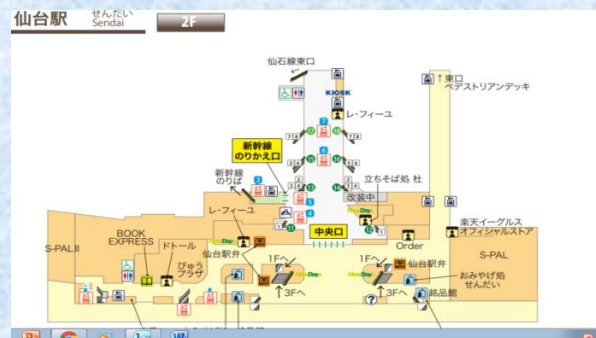 仙台駅
せんだい
Sendai
2F
仙石線東口
↑東口
ペデストリアンデッキ
KIOSK
レ・フィーユ
新幹線
のりかえ口
新幹線
のりば
立ちそば処 杜
改装中
レ・フィーユ
中央口
楽天イーグルス
オフィシャルストア
BOOK
EXPRESS
ドトール
仙台駅弁
Order
S-PALII
びゅう
プラザ
1Fへ
1Fへ
仙台駅弁
S-PAL
おみやげ処
せんだい
3Fへ
3Fへ
銘品館
NewDays